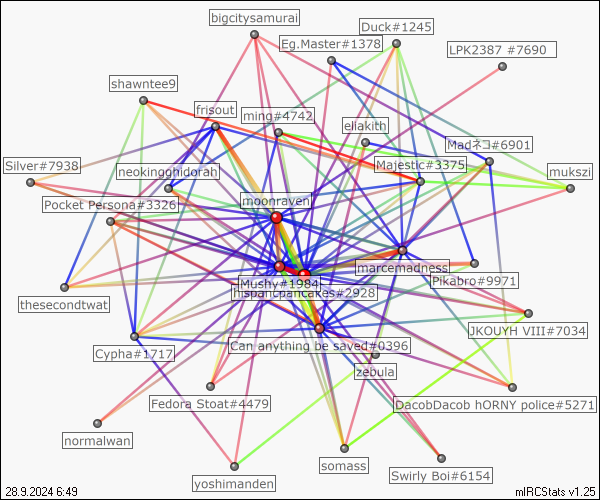 bigcitysamurai
Duck#1245
Eg.Master#1378
LPK2387 #7690
shawntee9
frisout
ming#4742
eliakith
Madネコ#6901
Majestic#3375
Silver#7938
neokingghidorah
mukszi
moonraven
Pocket Persona#3326
marcemadness
Mushy#1984
Pikabro#9971
hispanicpancakes#2928
thesecondtwat
JKOUYH VIII#7034
Can anything be saved#0396
Cypha#1717
zebula
Fedora Stoat#4479
DacobDacob hORNY police#5271
normalwan
somass
Swirly Boi#6154
yoshimanden
28.9.2024 6:49
mIRCStats v1.25